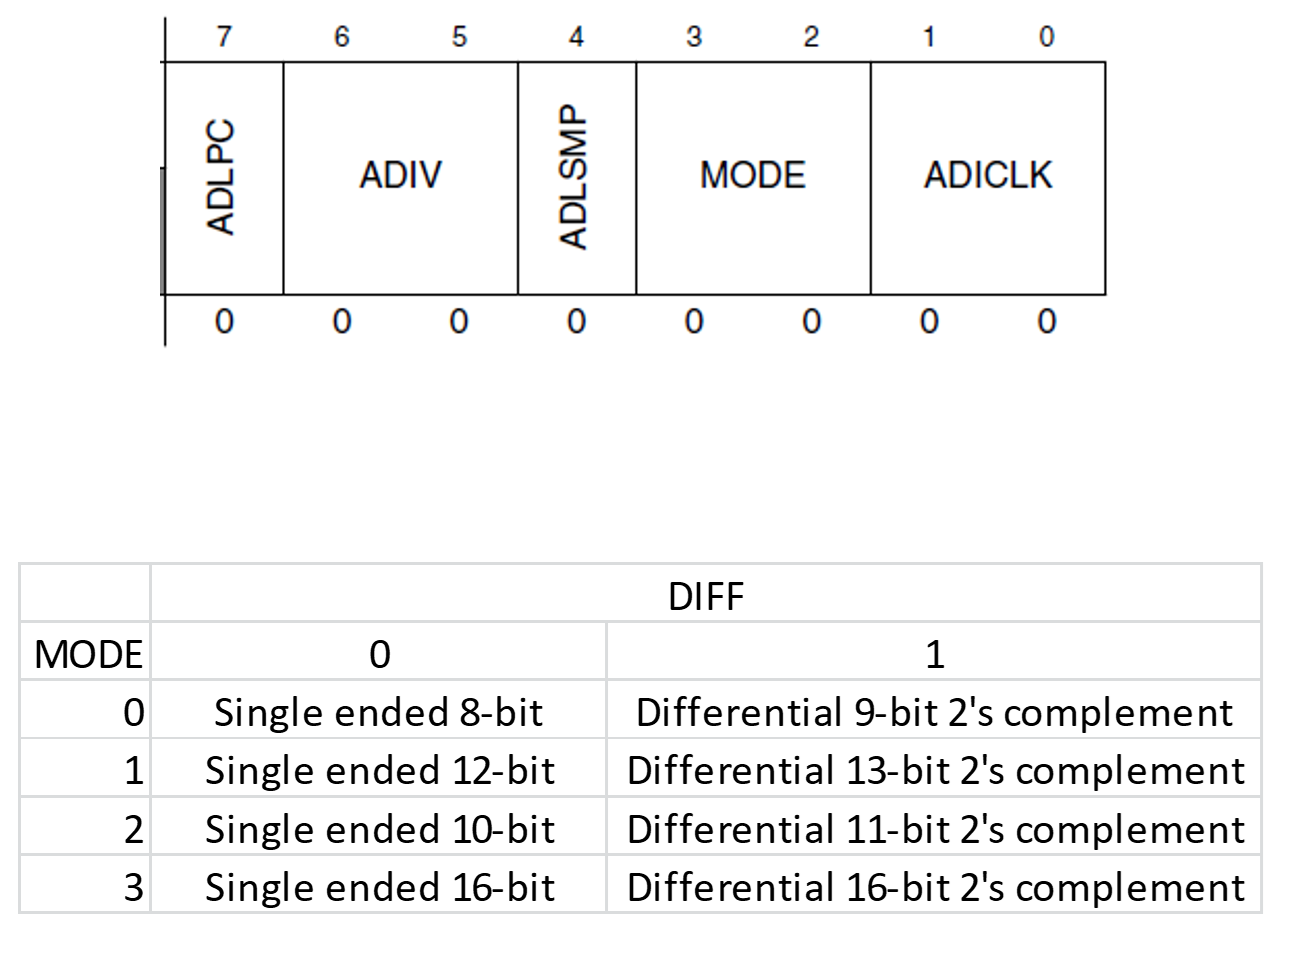 7 6 5 4 3 2 1 0
ADLPC ADIV ADLSMP MODE ADICLK
0 0 0 0 0 0 0 0
DIFF
MODE 0 1
0 Single ended 8-bit Differential 9-bit 2's complement
1 Single ended 12-bit Differential 13-bit 2's complement
2 Single ended 10-bit Differential 11-bit 2's complement
3 Single ended 16-bit Differential 16-bit 2's complement